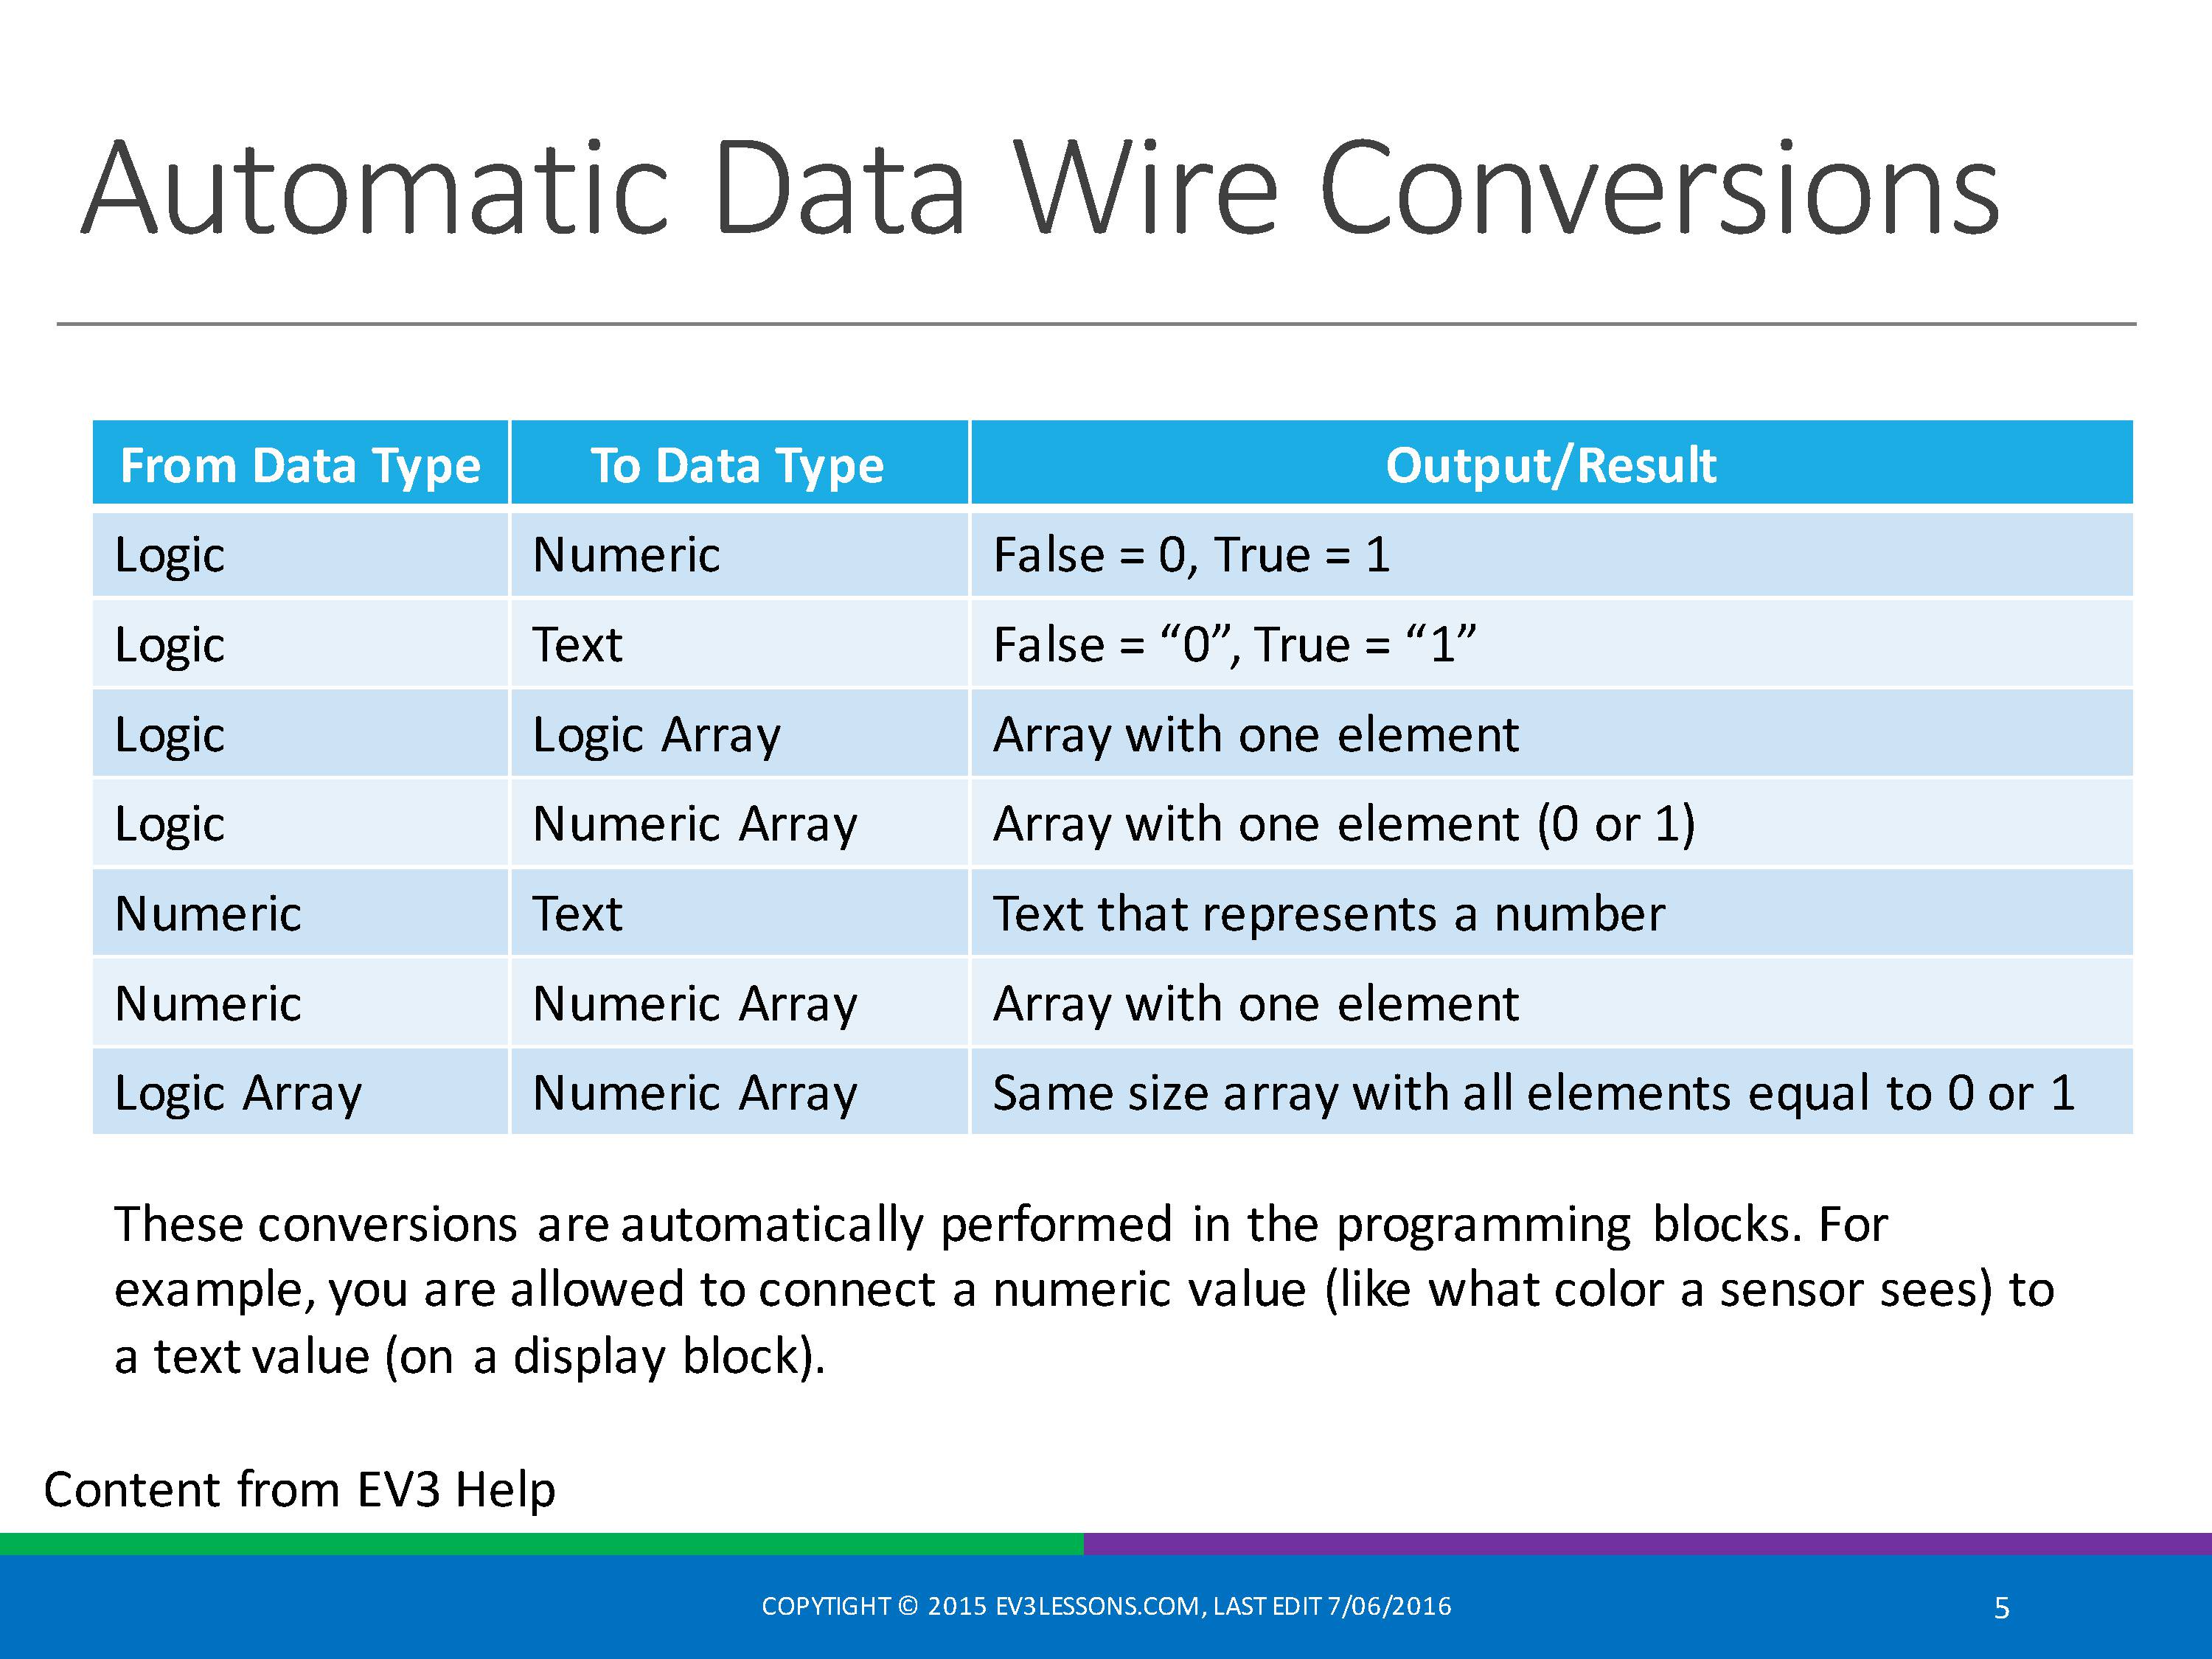 Automatic Data Wire Conversions
From Data Type To Data Type Output/Result
Logic Numeric False = 0, True = 1
Logic Text False = “0”, True = “1”
Logic Logic Array Array with one element
Logic Numeric Array Array with one element (0 or 1)
Numeric Text Text that represents a number
Numeric Numeric Array Array with one element
Logic Array Numeric Array Same size array with all elements equal to 0 or 1
These conversions are automatically performed in the programming blocks. For
example, you are allowed to connect a numeric value (like what color a sensor sees) to
a text value (on a display block).
Content from EV3 Help
COPYTIGHT © 2015 EV3LESSONS.COM, LAST EDIT 7/06/2016 5